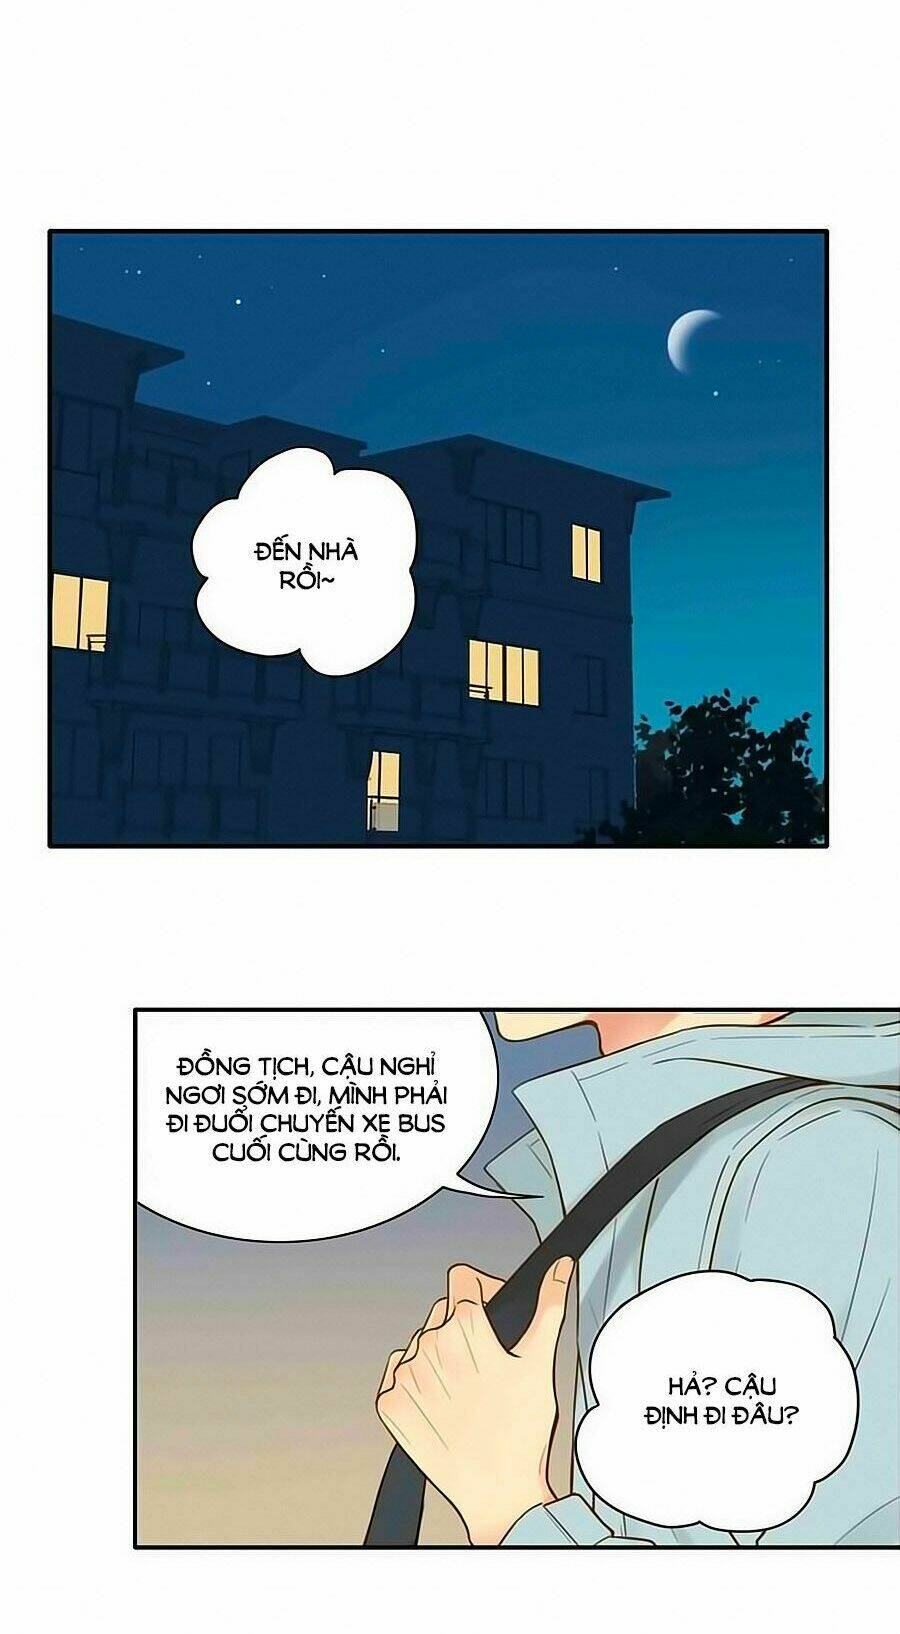 ĐẾN NHÀ
RỒI~
ĐỒNG TỊCH, CẬU NGHỈ
NGƠI SỚM ĐI, MÌNH PHẢI
ĐI ĐUỔI CHUYẾN XE BUS
CUỐI CÙNG RỒI.
HẢ? CẬU
ĐỊNH ĐI ĐÂU?